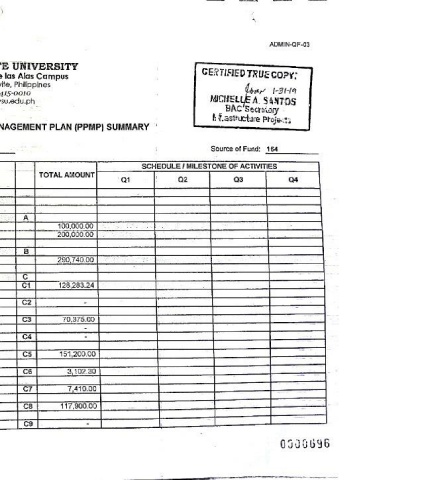 ADMIN-QF-03
E UNIVERSITY
e las Alas Campus
vite, Philippines
415-0010
su.edu.ph
CERTIFIED TRUE COPY:
1-31-19
MICHELLE A. SANTOS
BAC Secretary
Infrastructure Projects
NAGEMENT PLAN (PPMP) SUMMARY
Source of Fund: 164
TOTAL AMOUNT
SCHEDULE / MILESTONE OF ACTIVITIES
Q1 Q2 Q3 Q4
A
100,000.00
200,000.00
B
290,740.00
C
C1 128,283.24
C2 -
C3 70,375.00
-
C4 -
C5 151,200.00
C6 3,102.30
C7 7,410.00
C8 117,900.00
C9 -
0000696